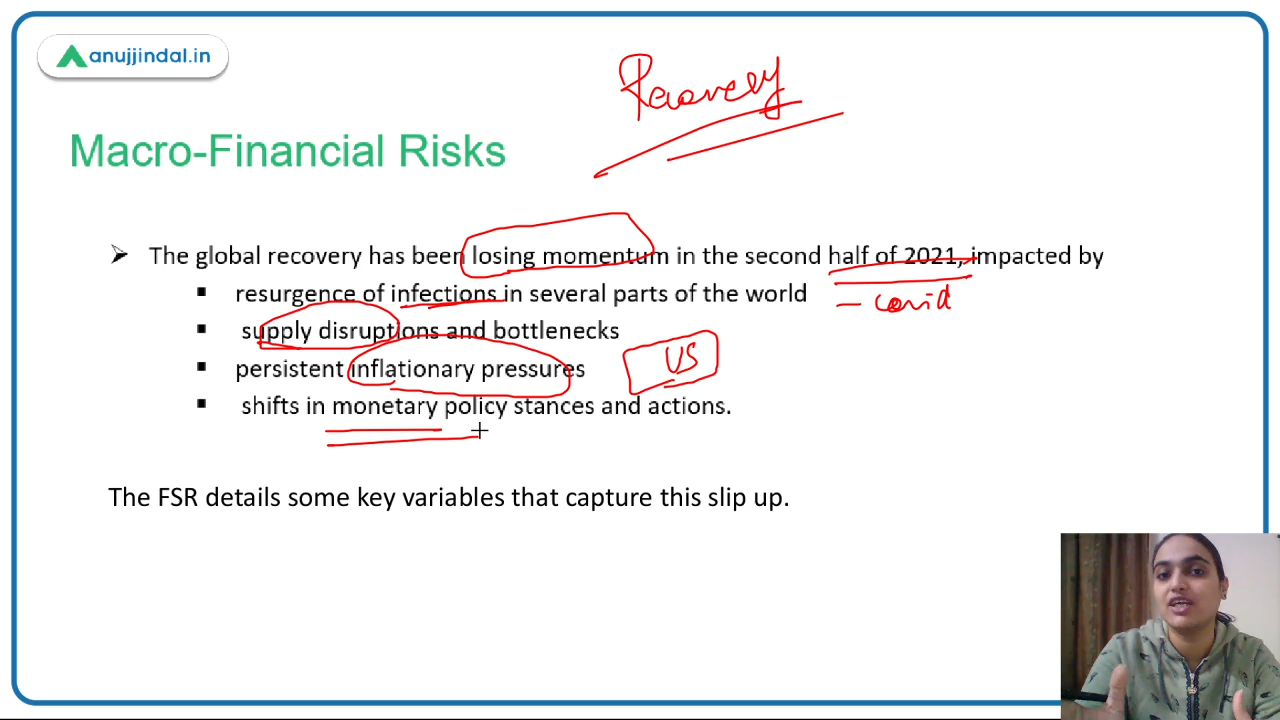 anujjindal.in
Recovery
Macro-Financial Risks
The global recovery has been losing momentum in the second half of 2021, impacted by
resurgence of infections in several parts of the world
- covid
supply disruptions and bottlenecks
persistent inflationary pressures
US
shifts in monetary policy stances and actions.
The FSR details some key variables that capture this slip up.